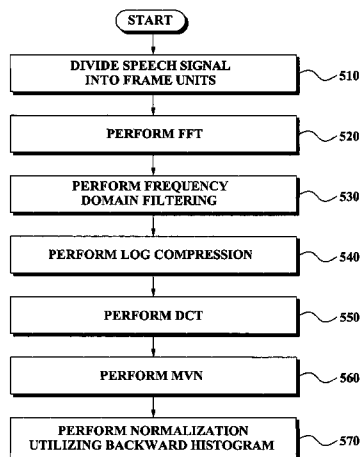 START
DIVIDE SPEECH SIGNAL
INTO FRAME UNITS
510
PERFORM FFT
520
PERFORM FREQUENCY
DOMAIN FILTERING
530
PERFORM LOG COMPRESSION
540
PERFORM DCT
550
PERFORM MVN
560
PERFORM NORMALIZATION
UTILIZING BACKWARD HISTOGRAM
570